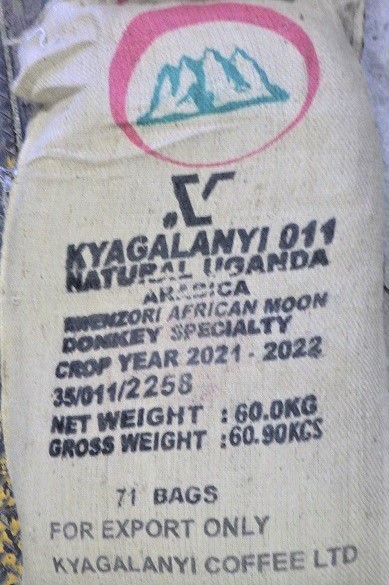 KYAGALANYI 011
NATURAL UGANDA
ARABICA
RWENZORI AFRICAN MOON
DONKEY SPECIALTY
CROP YEAR 2021 - 2022
35/011/2258
NET WEIGHT : 60.0KG
GROSS WEIGHT : 60.90KGS
71 BAGS
FOR EXPORT ONLY
KYAGALANYI COFFEE LTD